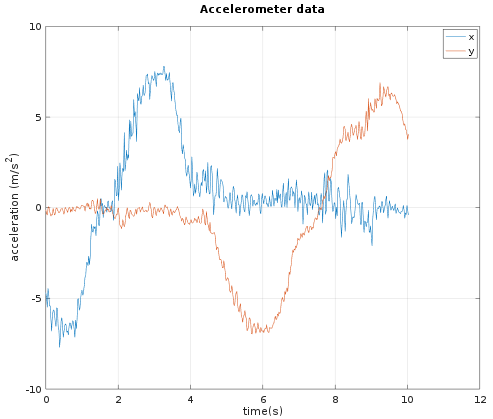 Accelerometer data
x
y
10
5
0
-5
-10
acceleration (m/s²)
0 2 4 6 8 10 12
time(s)